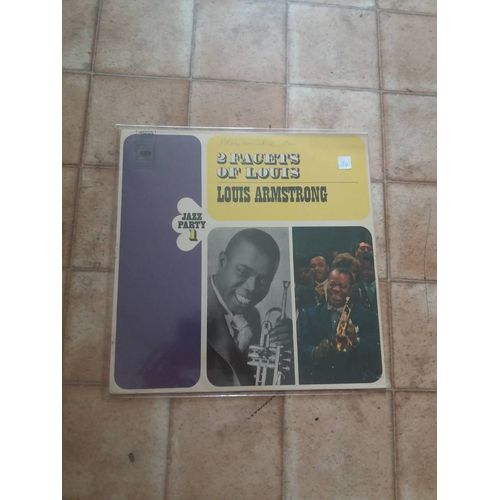 2 FACETS
OF LOUIS
LOUIS ARMSTRONG
JAZZ
PARTY
1